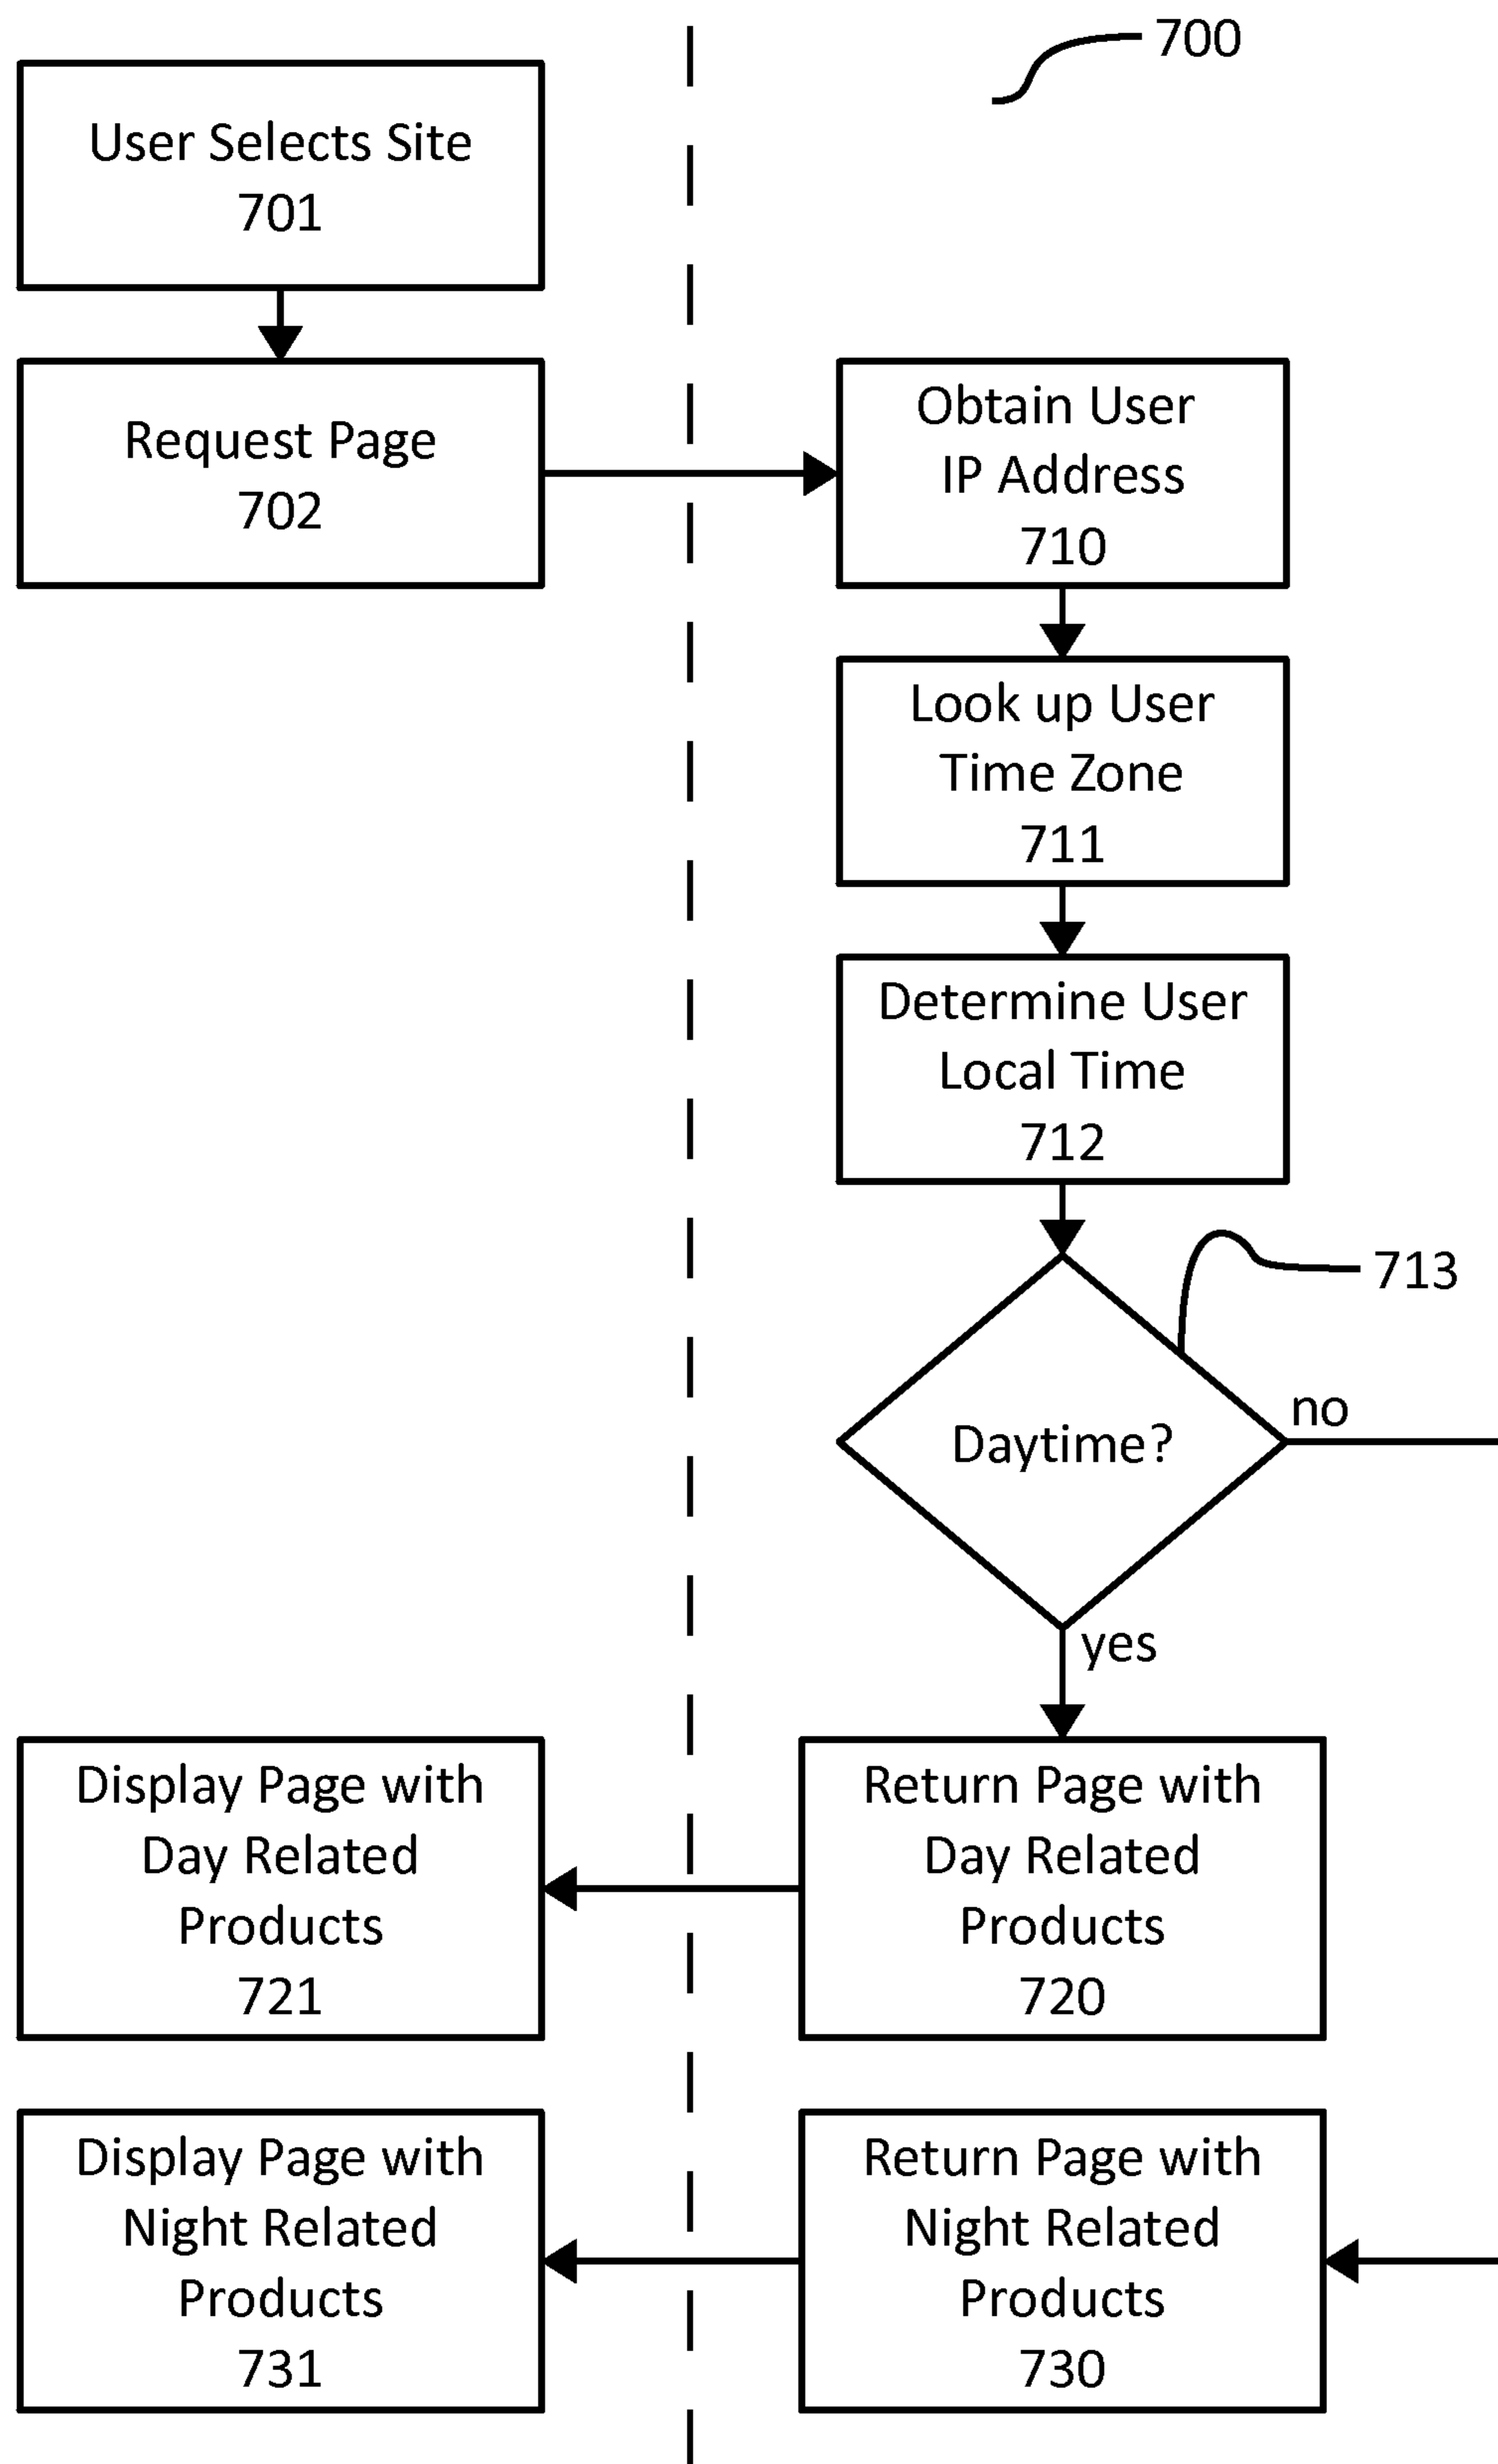 700
User Selects Site
701
Request Page
702
Obtain User
IP Address
710
Look up User
Time Zone
711
Determine User
Local Time
712
713
Daytime?
no
yes
Display Page with
Day Related
Products
721
Return Page with
Day Related
Products
720
Display Page with
Night Related
Products
731
Return Page with
Night Related
Products
730